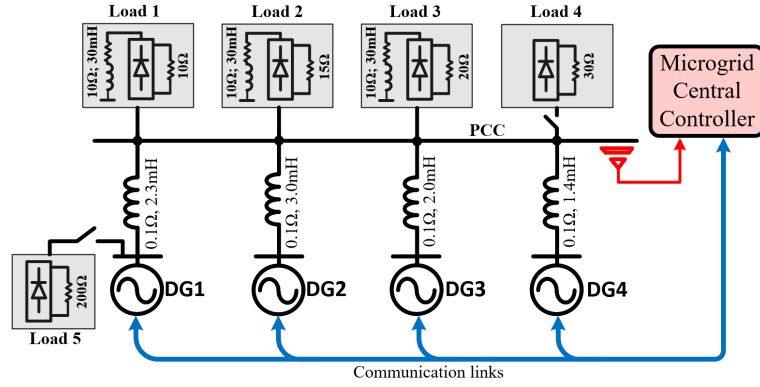 Load 1
Load 2
Load 3
Load 4
10Ω; 30mH
10Ω
10Ω; 30mH
15Ω
10Ω; 30mH
20Ω
30Ω
Microgrid
Central
Controller
PCC
0.1Ω, 2.3mH
0.1Ω, 3.0mH
0.1Ω, 2.0mH
0.1Ω, 1.4mH
200Ω
Load 5
DG1
DG2
DG3
DG4
Communication links